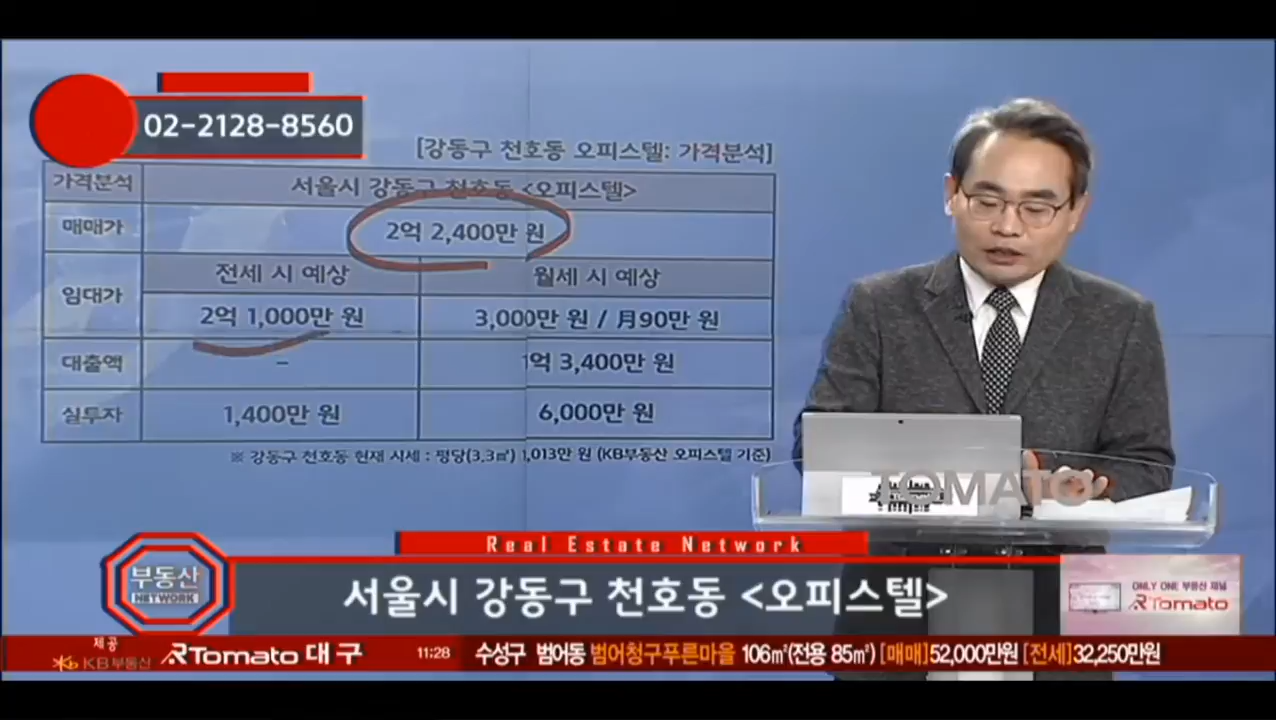 02-2128-8560
[강동구 천호동 오피스텔: 가격분석]
가격분석 서울시 강동구 천호동 <오피스텔>
매매가 2억 2,400만 원
전세 시 예상 월세 시 예상
임대가
2억 1,000만 원 3,000만 원 / 月90만 원
대출액 - 1억 3,400만 원
실투자 1,400만 원 6,000만 원
※ 강동구 천호동 현재 시세 : 평당(3.3㎡) 1,013만 원 (KB부동산 오피스텔 기준)
TOMATO
Real Estate Network
부동산
NETWORK
서울시 강동구 천호동 <오피스텔>
ONLY ONE 부동산 채널
RTomato
제공
KB부동산
RTomato 대구 11:28 수성구 범어동 범어청구푸른마을 106㎡(전용 85㎡) [매매]52,000만원 [전세]32,250만원